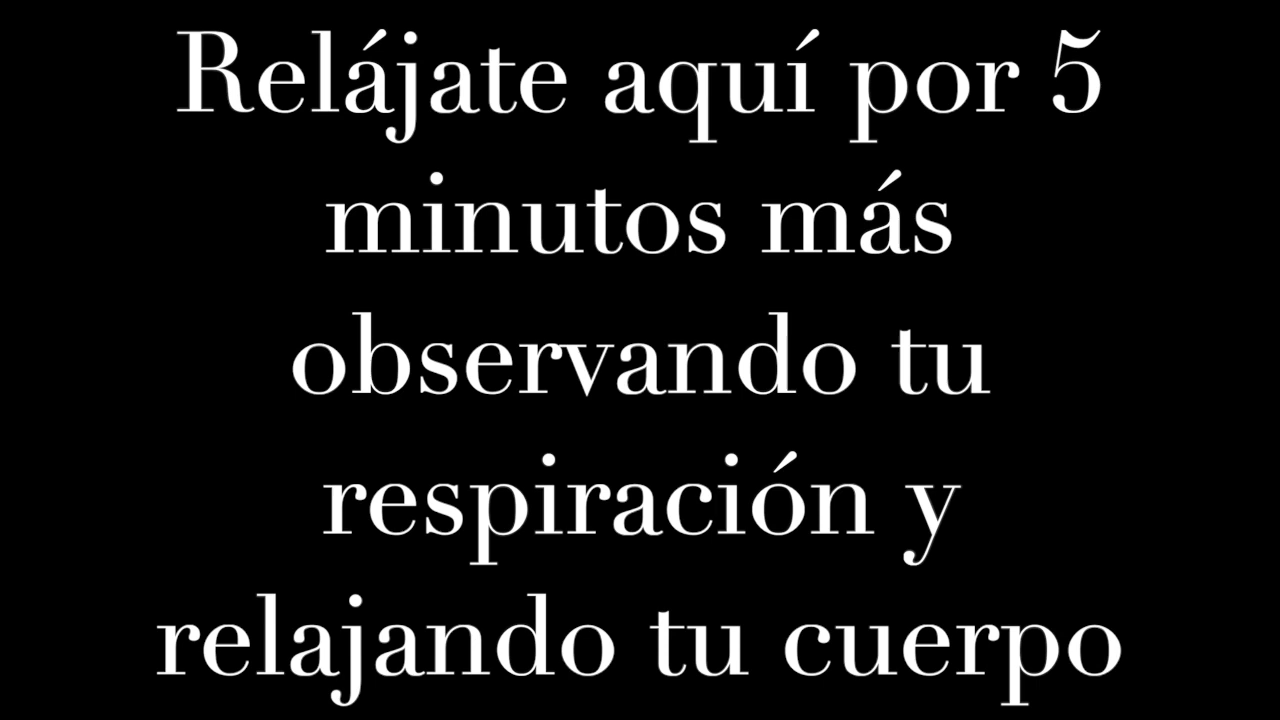 Relájate aquí por 5
minutos más
observando tu
respiración y
relajando tu cuerpo